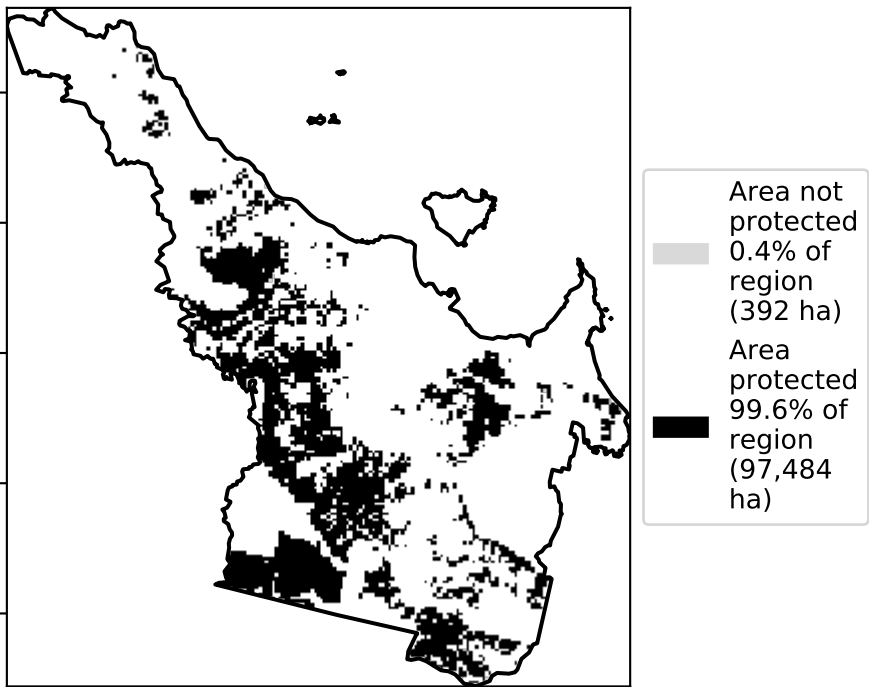 Area not
protected
0.4% of
region
(392 ha)
Area
protected
99.6% of
region
(97,484
ha)